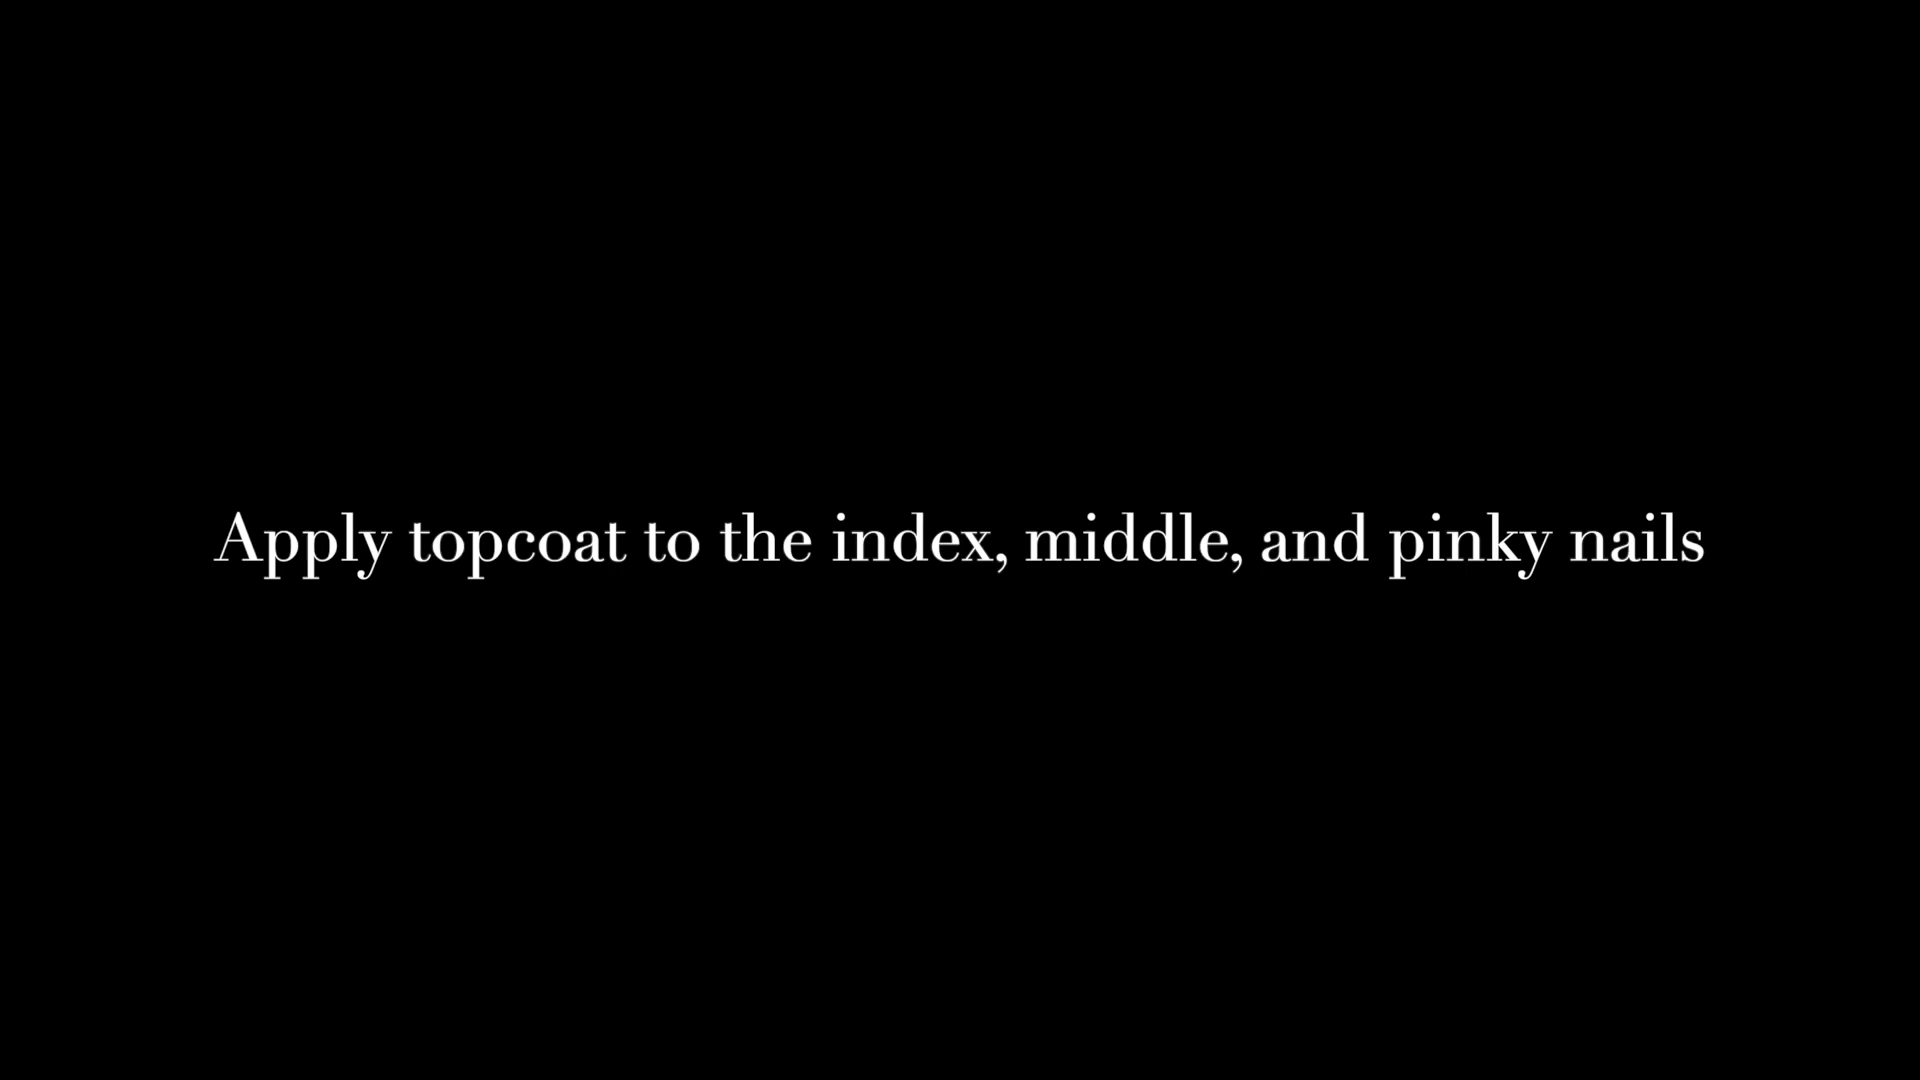 Apply topcoat to the index, middle, and pinky nails